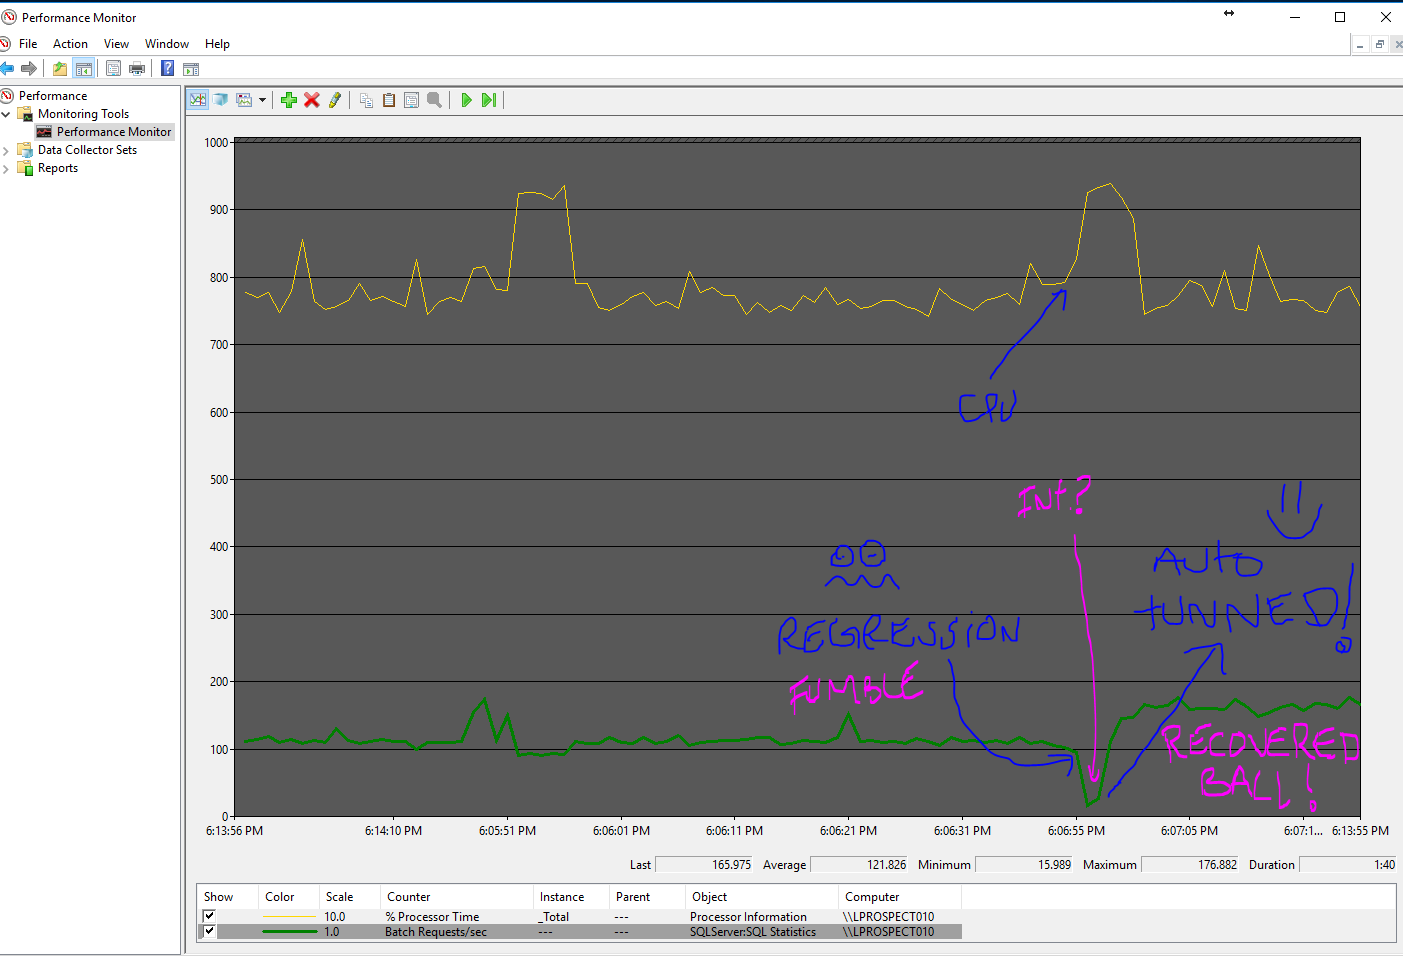 Performance Monitor
File Action View Window Help
Performance
Monitoring Tools
Performance Monitor
Data Collector Sets
Reports
1000
900
800
700
600
500
400
300
200
100
0
CPU
INT?
AUTO
TUNNED!
REGRESSION
FUMBLE
RECOVERED
BALL!
6:13:56 PM 6:14:10 PM 6:05:51 PM 6:06:01 PM 6:06:11 PM 6:06:21 PM 6:06:31 PM 6:06:55 PM 6:07:05 PM 6:07:1... 6:13:55 PM
Last 165.975 Average 121.826 Minimum 15.989 Maximum 176.882 Duration 1:40
Show Color Scale Counter Instance Parent Object Computer
10.0 % Processor Time _Total --- Processor Information \\LPROSPECT010
1.0 Batch Requests/sec --- --- SQLServer:SQL Statistics \\LPROSPECT010